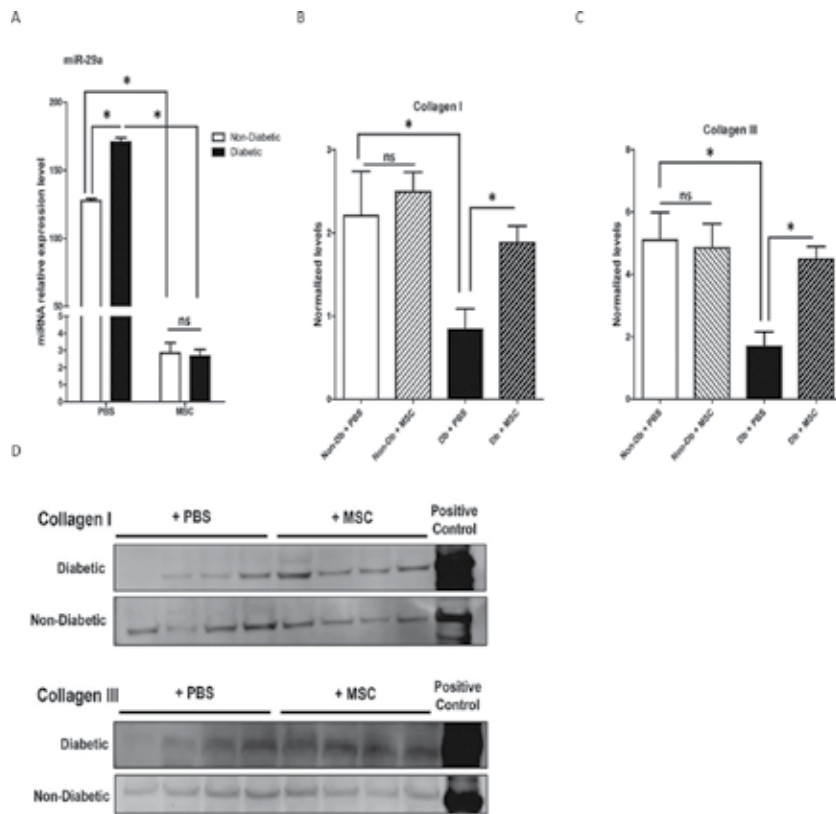 A
B
C
miR-29a
*
*
*
200
150
100
50
5
4
3
2
1
0
miRNA relative expression level
ns
PBS
MSC
Non-Diabetic
Diabetic
Collagen I
*
ns
*
3
2
1
0
Normalized levels
Non-Db + PBS
Non-Db + MSC
Db + PBS
Db + MSC
Collagen III
*
ns
*
8
6
4
2
0
Normalized levels
Non-Db + PBS
Non-Db + MSC
Db + PBS
Db + MSC
D
Collagen I
+ PBS
+ MSC
Positive
Control
Diabetic
Non-Diabetic
Collagen III
+ PBS
+ MSC
Positive
Control
Diabetic
Non-Diabetic